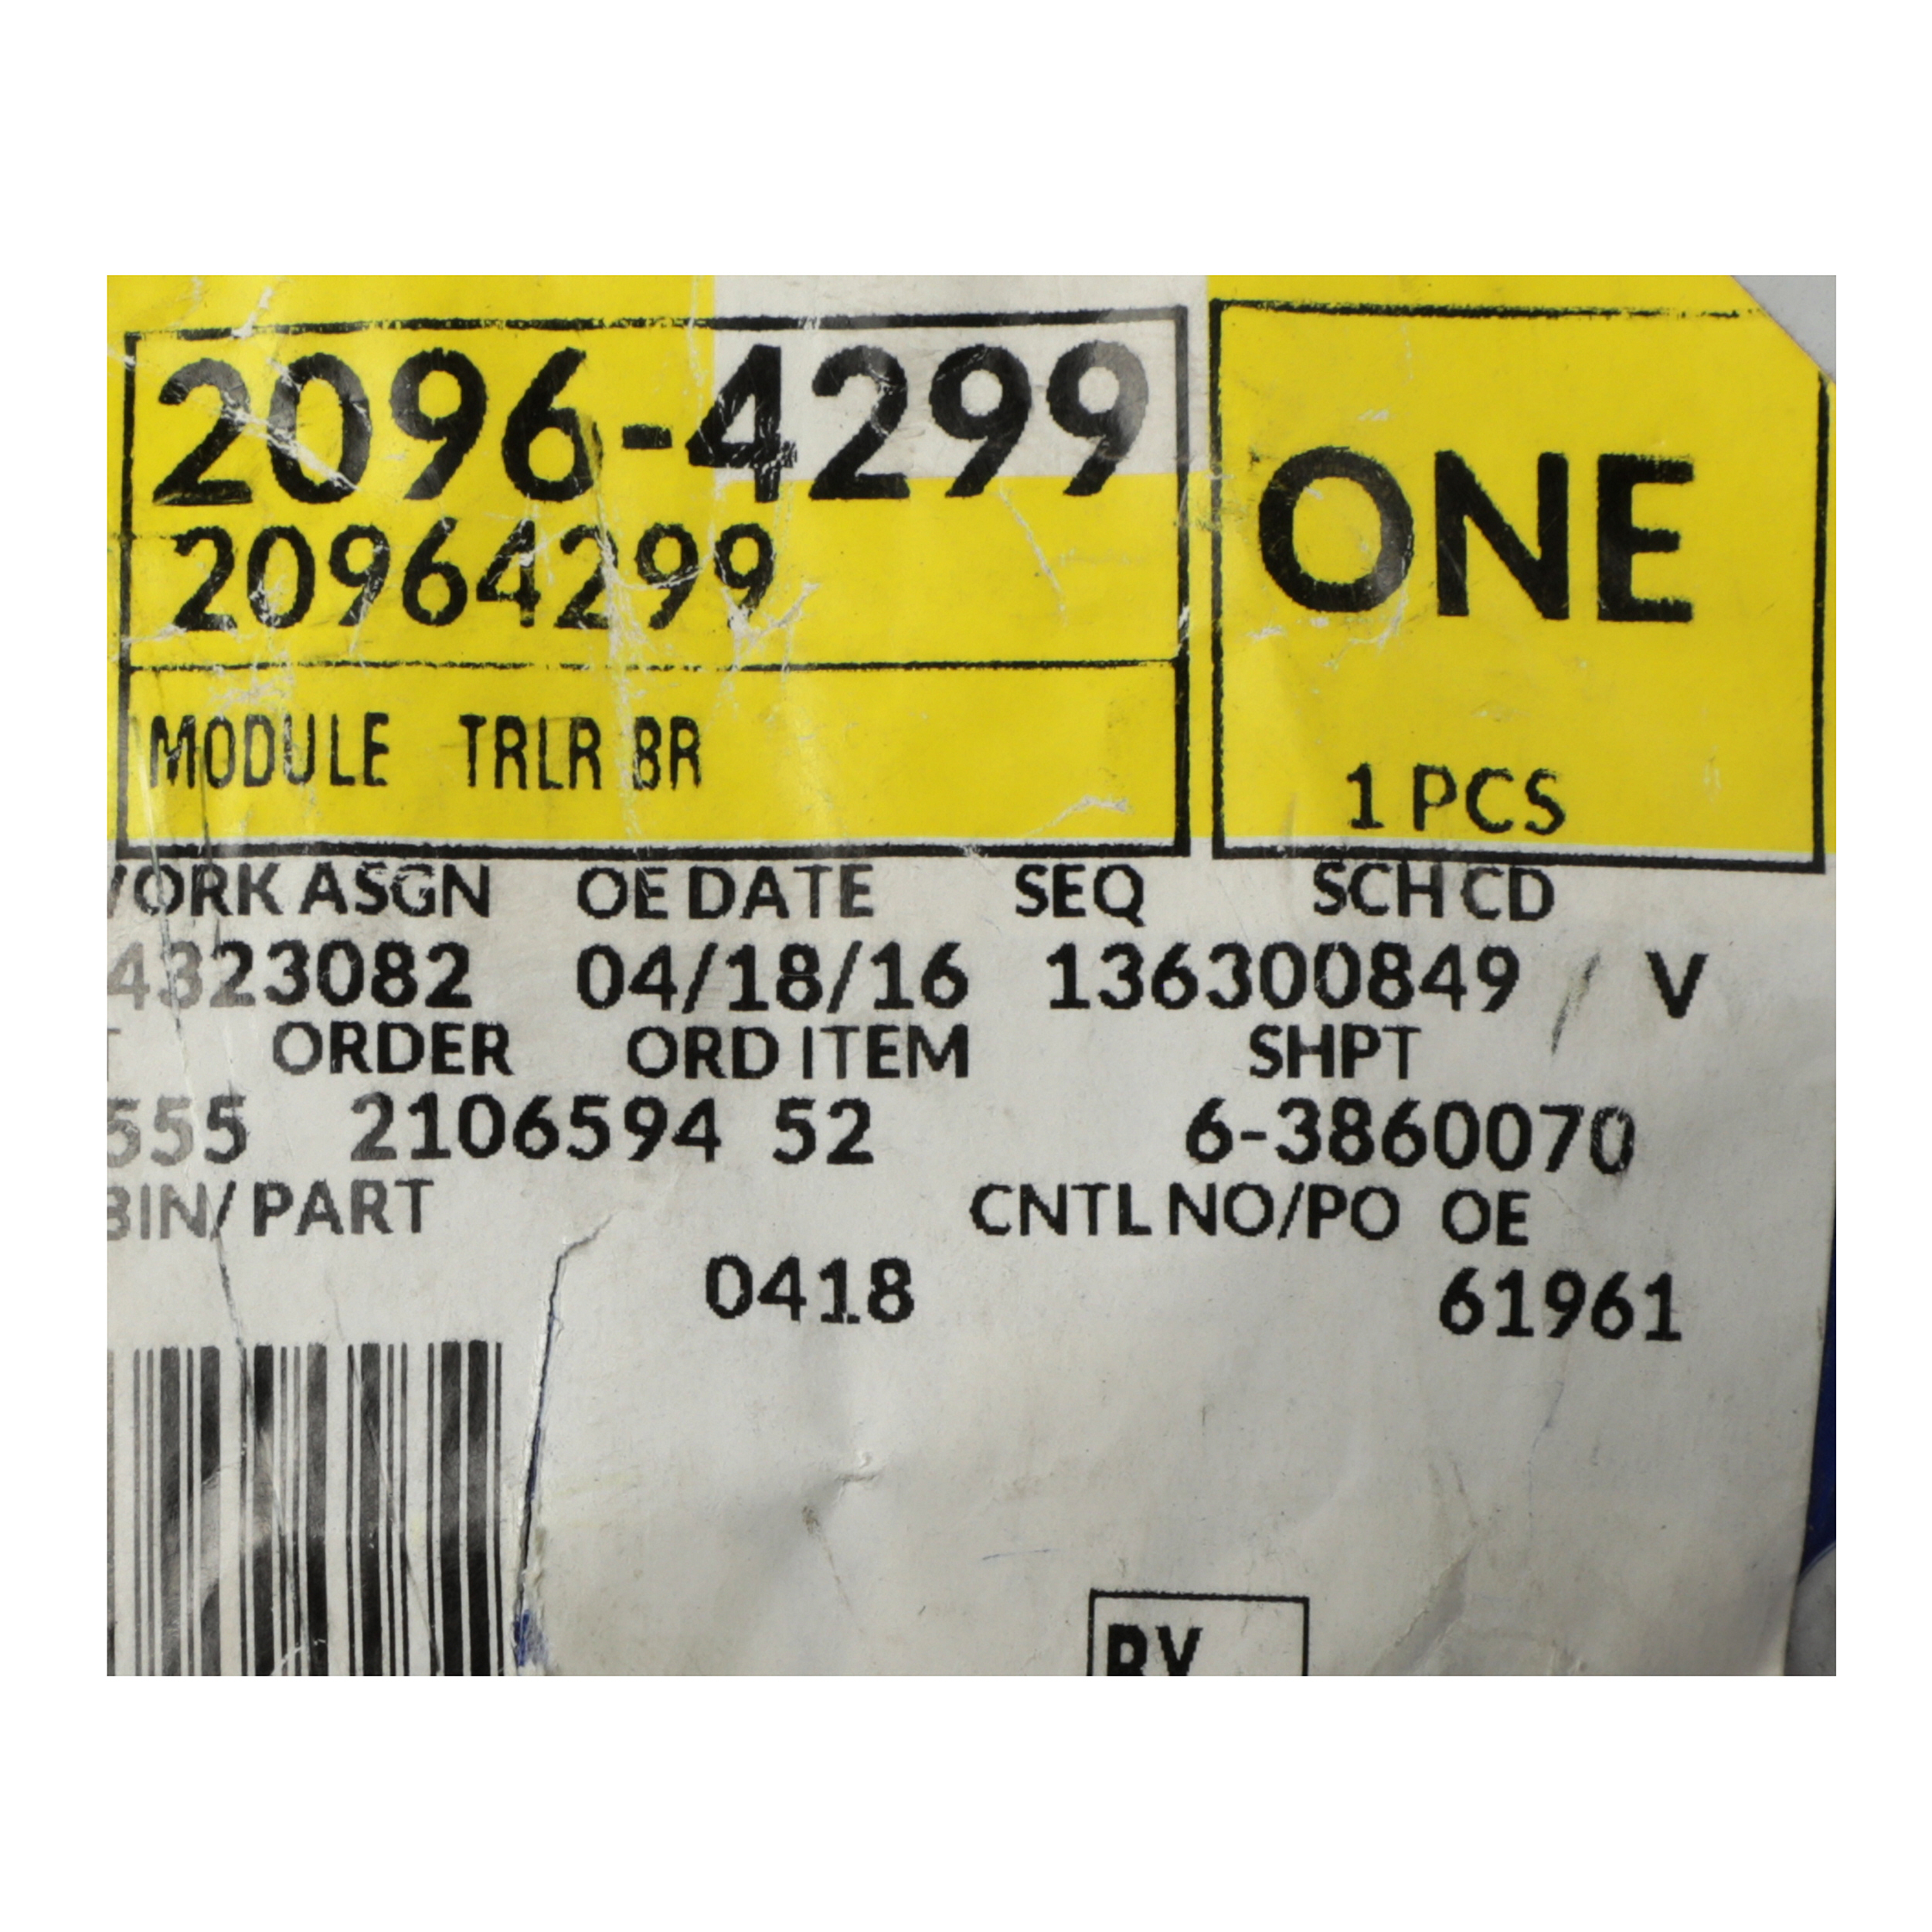 2096-4299
20964299
ONE
MODULE TRLR BR
1 PCS
ORK ASGN OE DATE SEQ SCH CD
4323082 04/18/16 136300849 V
ORDER ORD ITEM SHPT
555 2106594 52 6-3860070
BIN/ PART CNTL NO/PO OE
0418 61961